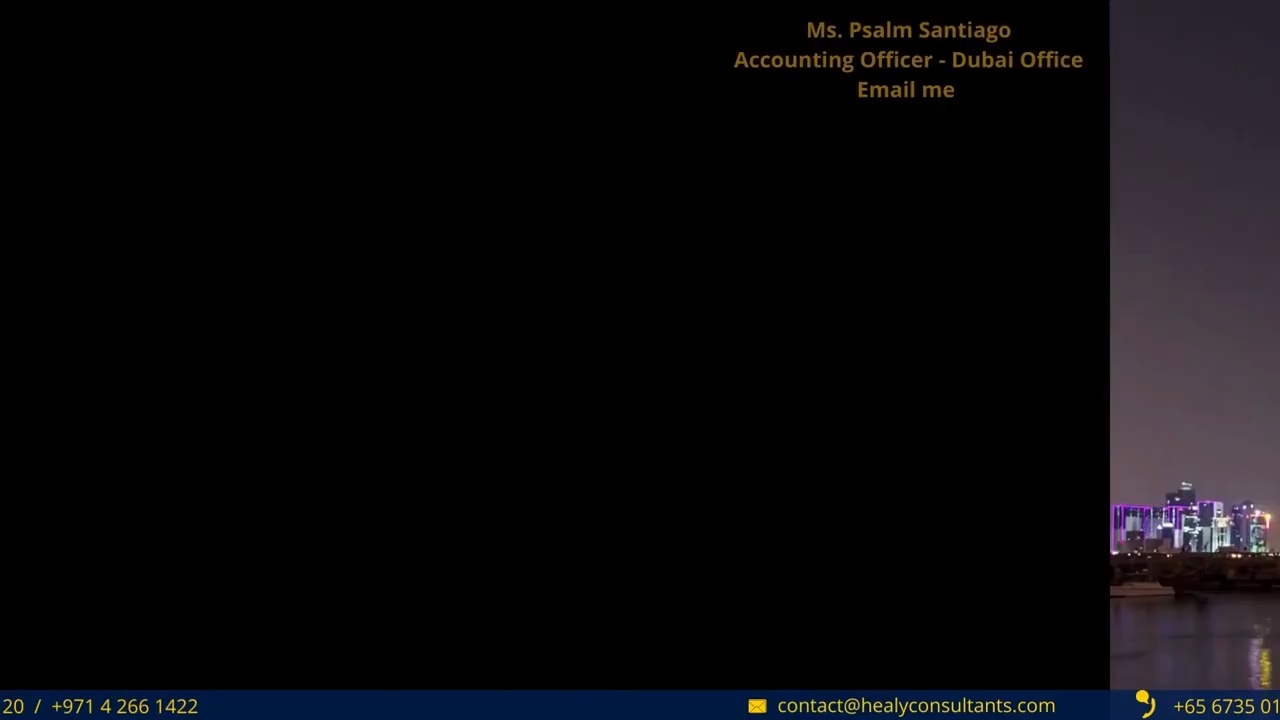 Ms. Psalm Santiago
Accounting Officer - Dubai Office
Email me
20 / +971 4 266 1422
contact@healyconsultants.com
+65 6735 01